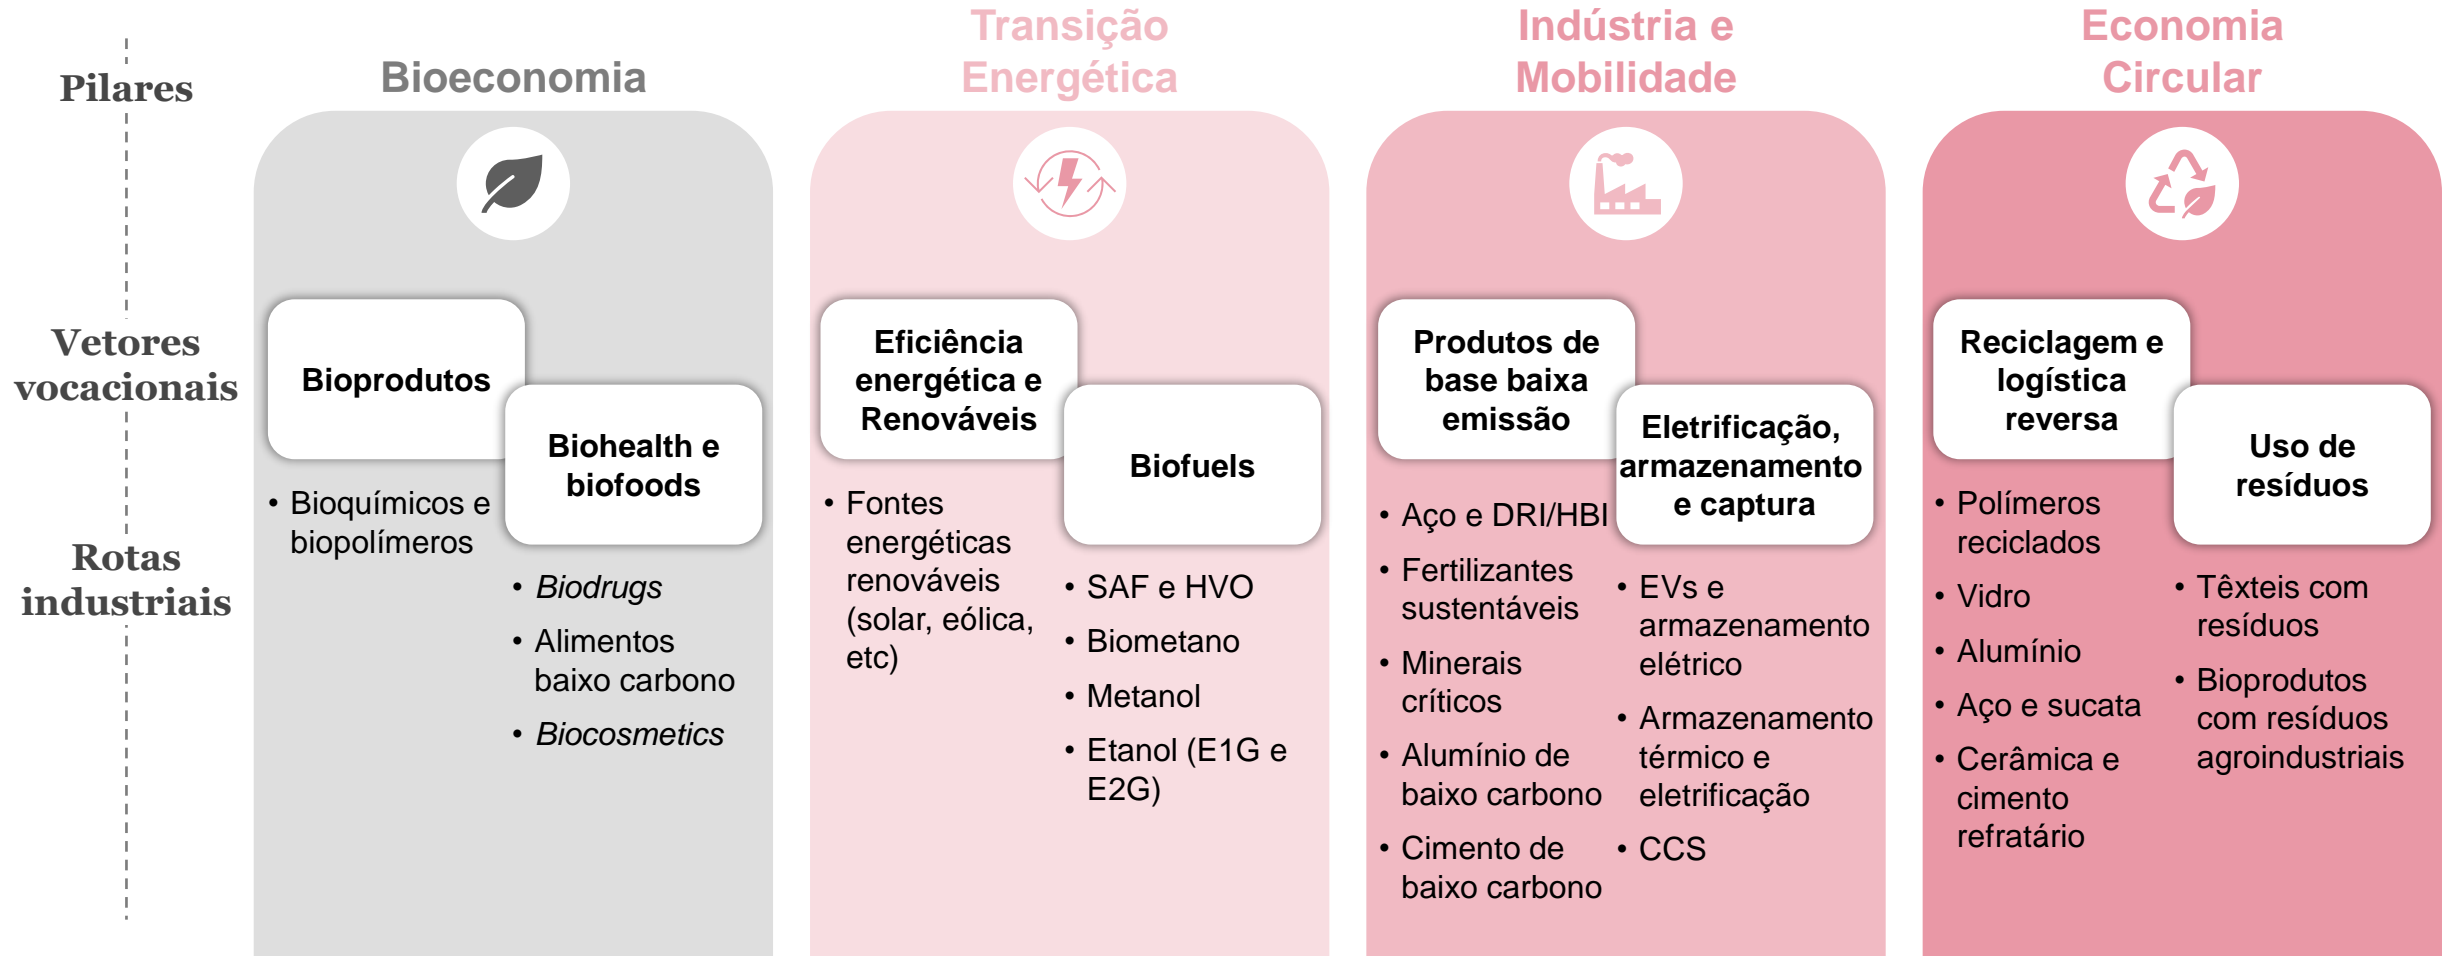 Pilares
Vetores
vocacionais
Rotas
industriais
Bioeconomia
Bioprodutos
• Bioquímicos e
biopolímeros
Biohealth e
biofoods
• Biodrugs
• Alimentos
baixo carbono
• Biocosmetics
Transição
Energética
Eficiência
energética e
Renováveis
• Fontes
energéticas
renováveis
(solar, eólica,
etc)
Biofuels
• SAF e HVO
• Biometano
• Metanol
• Etanol (E1G e
E2G)
Indústria e
Mobilidade
Produtos de
base baixa
emissão
• Aço e DRI/HBI
• Fertilizantes
sustentáveis
• Minerais
críticos
• Alumínio de
baixo carbono
• Cimento de
baixo carbono
Eletrificação,
armazenamento
e captura
• EVs e
armazenamento
elétrico
• Armazenamento
térmico e
eletrificação
• CCS
Economia
Circular
Reciclagem e
logística
reversa
• Polímeros
reciclados
• Vidro
• Alumínio
• Aço e sucata
• Cerâmica e
cimento
refratário
Uso de
resíduos
• Têxteis com
resíduos
• Bioprodutos
com resíduos
agroindustriais